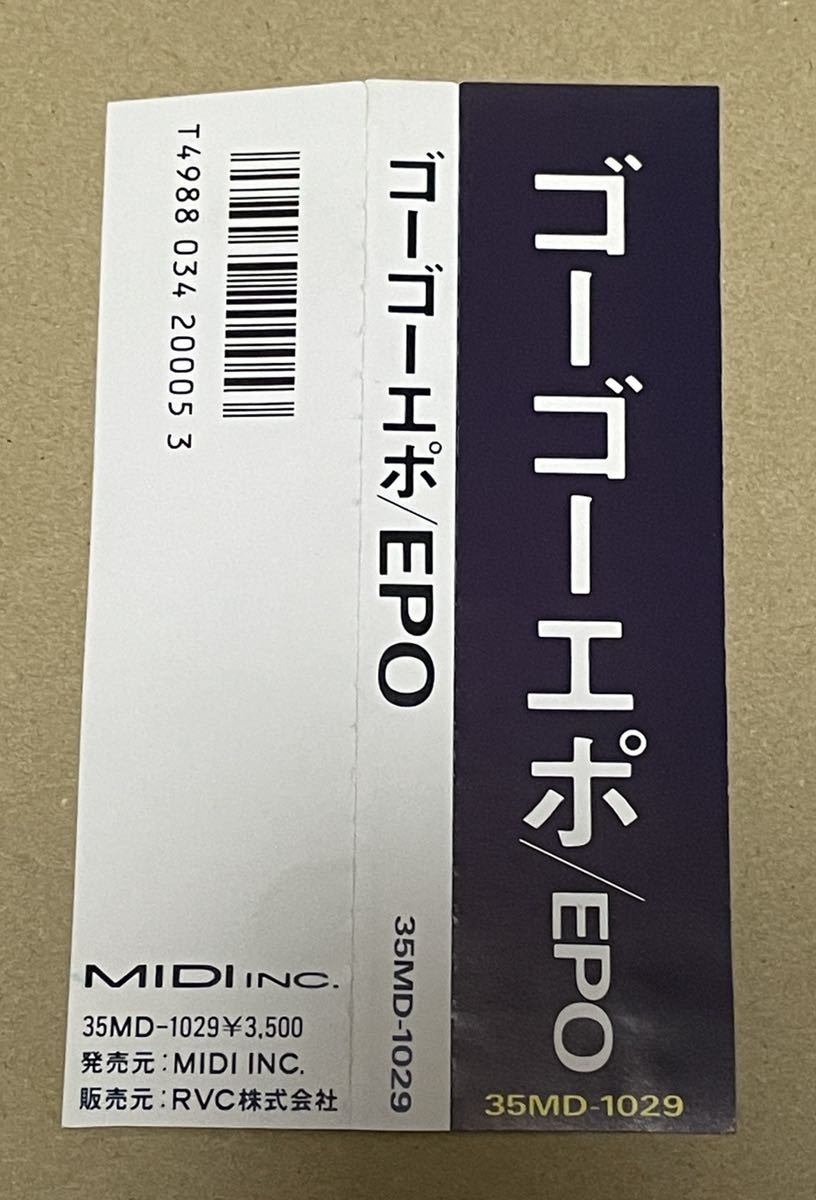 T4988 034 20005 3
MIDI INC.
35MD-1029¥3,500
発売元:MIDI INC.
販売元:RVC株式会社
ゴーゴーエポ/EPO
35MD-1029
ゴーゴーエポ/EPO
35MD-1029